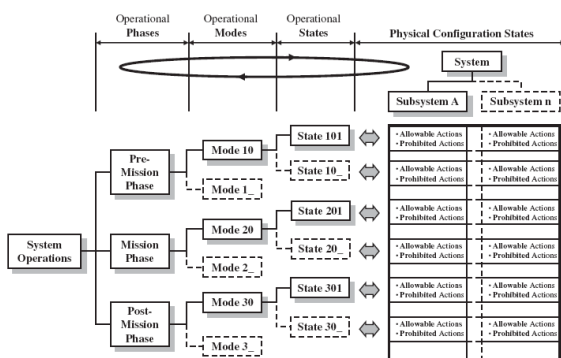 Operational
Phases
Operational
Modes
Operational
States
Physical Configuration States
System
Subsystem A
Subsystem n
System
Operations
Pre-
Mission
Phase
Mode 10
Mode 1_
State 101
State 10_
• Allowable Actions
• Prohibited Actions
• Allowable Actions
• Prohibited Actions
• Allowable Actions
• Prohibited Actions
• Allowable Actions
• Prohibited Actions
Mission
Phase
Mode 20
Mode 2_
State 201
State 20_
• Allowable Actions
• Prohibited Actions
• Allowable Actions
• Prohibited Actions
• Allowable Actions
• Prohibited Actions
• Allowable Actions
• Prohibited Actions
Post-
Mission
Phase
Mode 30
Mode 3_
State 301
State 30_
• Allowable Actions
• Prohibited Actions
• Allowable Actions
• Prohibited Actions
• Allowable Actions
• Prohibited Actions
• Allowable Actions
• Prohibited Actions